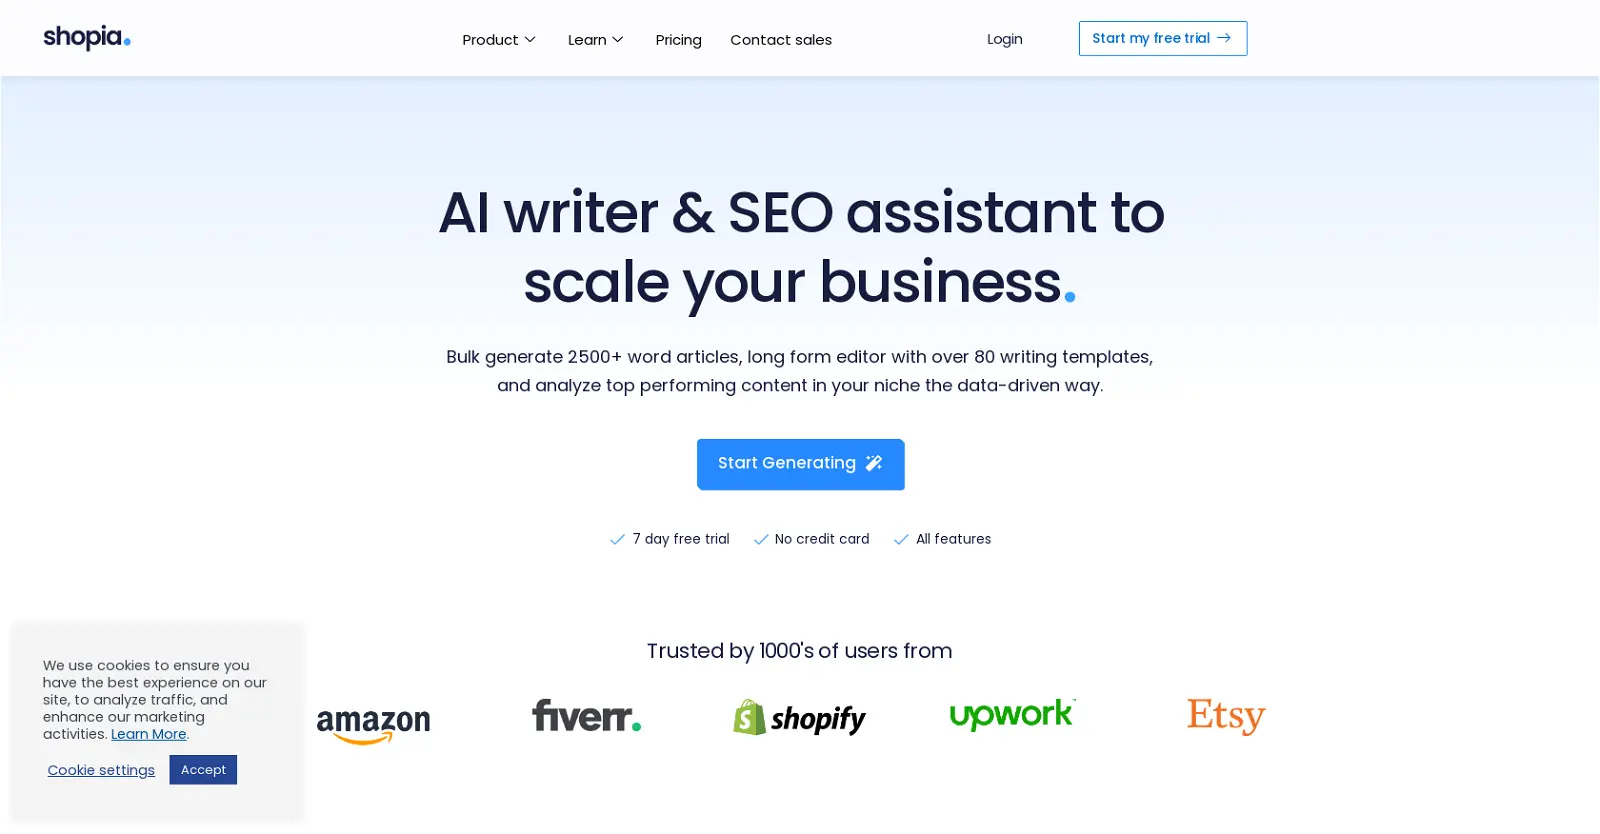 shopia.
Product
Learn
Pricing
Contact sales
Login
Start my free trial
AI writer & SEO assistant to
scale your business.
Bulk generate 2500+ word articles, long form editor with over 80 writing templates,
and analyze top performing content in your niche the data-driven way.
Start Generating
7 day free trial
No credit card
All features
Trusted by 1000's of users from
amazon
fiverr.
shopify
upwork
Etsy
We use cookies to ensure you
have the best experience on our
site, to analyze traffic, and
enhance our marketing
activities. Learn More.
Cookie settings
Accept